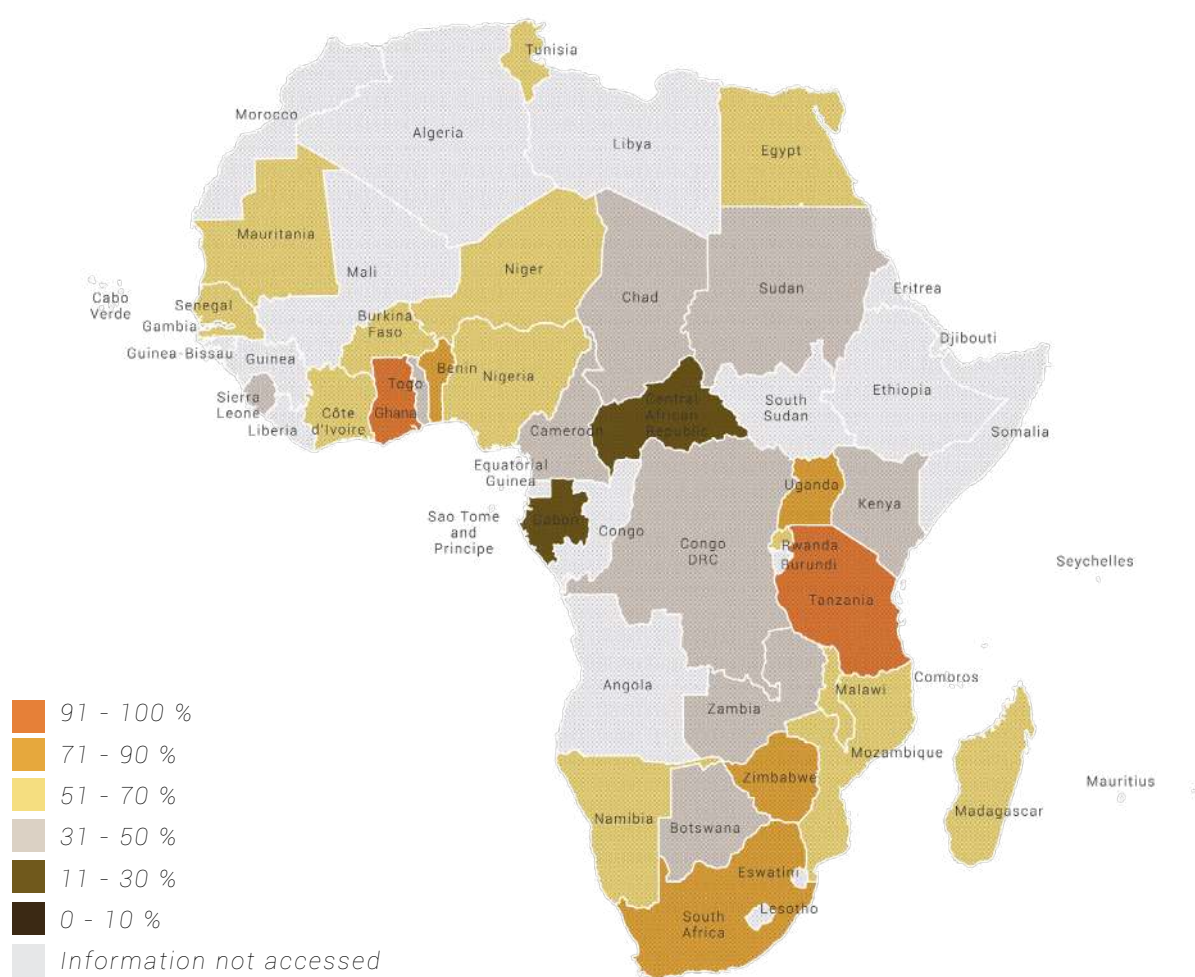 Tunisia
Morocco
Algeria
Libya
Egypt
Mauritania
Mali
Niger
Chad
Sudan
Eritrea
Cabo
Verde
Senegal
Gambia
Guinea-Bissau
Guinea
Burkina
Faso
Djibouti
Benin
Nigeria
Togo
Ghana
Sierra
Leone
Liberia
Côte
d'Ivoire
Cameroon
Central
African
Republic
South
Sudan
Ethiopia
Somalia
Equatorial
Guinea
Uganda
Kenya
Sao Tome
and
Principe
Gabon
Congo
Congo
DRC
Rwanda
Burundi
Seychelles
Tanzania
Angola
Comoros
Malawi
Zambia
Mozambique
Zimbabwe
Mauritius
Madagascar
Namibia
Botswana
Eswatini
Lesotho
South
Africa
91 - 100 %
71 - 90 %
51 - 70 %
31 - 50 %
11 - 30 %
0 - 10 %
Information not accessed